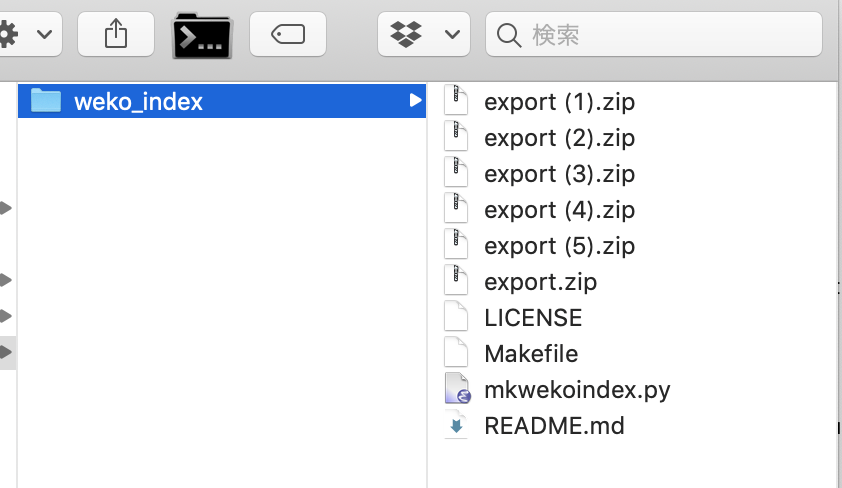 検索
weko_index
export (1).zip
export (2).zip
export (3).zip
export (4).zip
export (5).zip
export.zip
LICENSE
Makefile
mkwekoindex.py
README.md